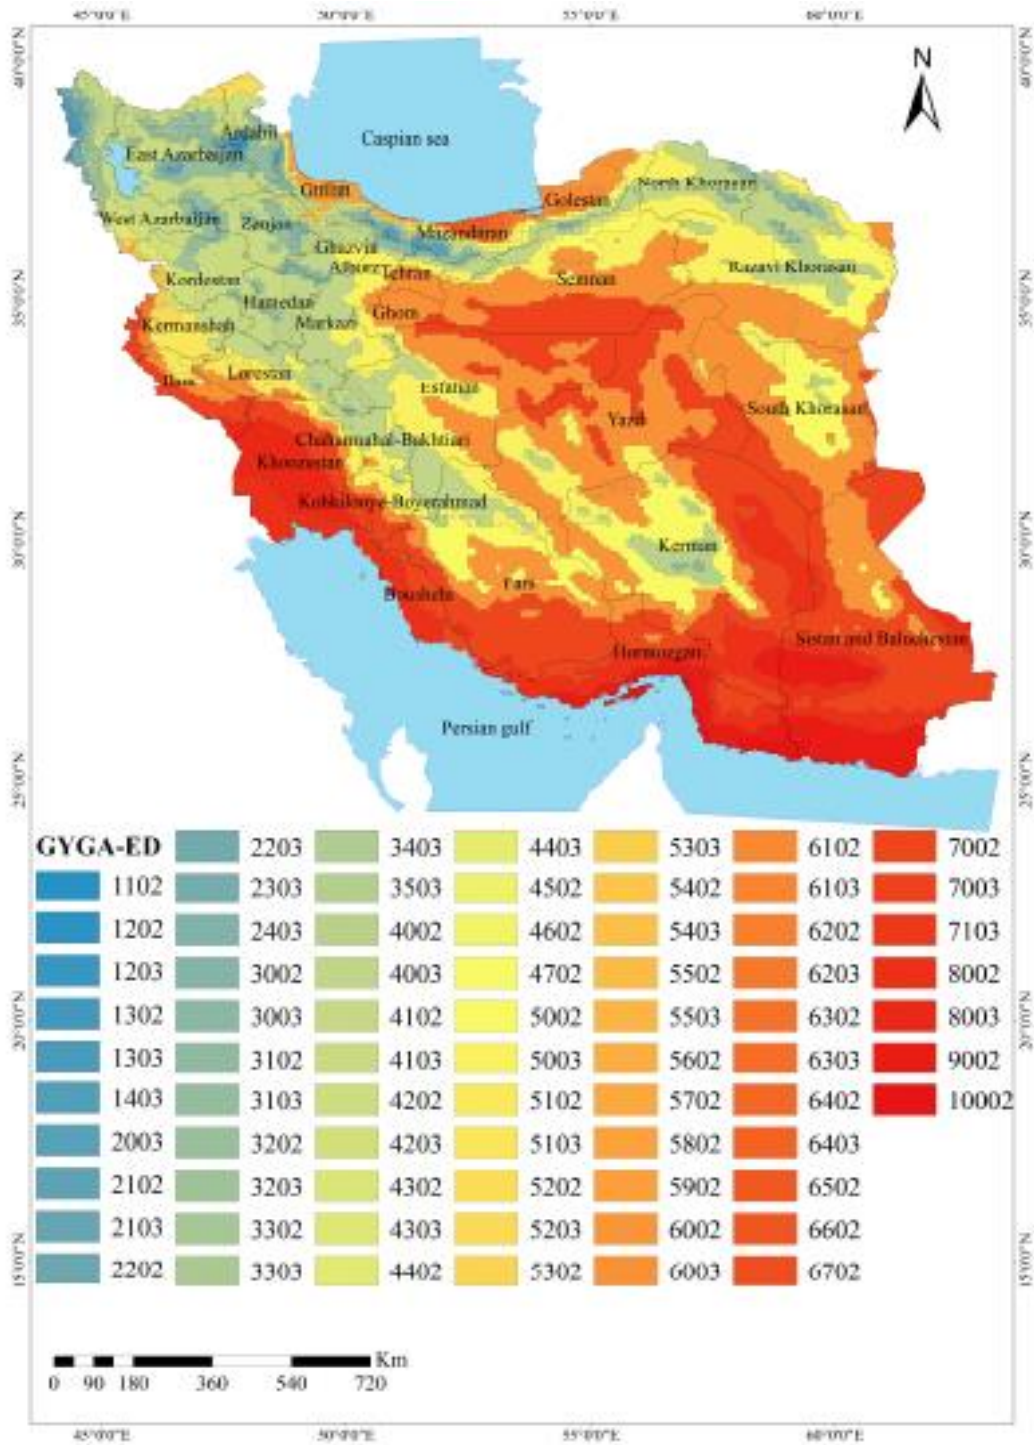 45°0'0"E 50°0'0"E 55°0'0"E 60°0'0"E
40°0'0"N
40°0'0"N
N
Caspian sea
Ardabil
East Azarbaijan
Guilan
Golestan
North Khorasan
West Azarbaijan
Zanjan
Mazandaran
Ghazvin
Alborz
Tehran
Semnan
Razavi Khorasan
Kordestan
35°0'0"N
35°0'0"N
Hamedan
Ghom
Markazi
Kermanshah
Ilam
Lorestan
Esfahan
South Khorasan
Yazd
Chaharmahal-Bakhtiari
Khouzestan
Kohkilouye-Boyerahmad
30°0'0"N
30°0'0"N
Kerman
Fars
Boushehr
Hormozgan
Sistan and Balouchestan
Persian gulf
25°0'0"N
25°0'0"N
GYGA-ED 2203 3403 4403 5303 6102 7002
1102 2303 3503 4502 5402 6103 7003
1202 2403 4002 4602 5403 6202 7103
1203 3002 4003 4702 5502 6203 8002
1302 3003 4102 5002 5503 6302 8003
1303 3102 4103 5003 5602 6303 9002
1403 3103 4202 5102 5702 6402 10002
2003 3202 4203 5103 5802 6403
2102 3203 4302 5202 5902 6502
2103 3302 4303 5203 6002 6602
2202 3303 4402 5302 6003 6702
20°0'0"N
20°0'0"N
15°0'0"N
15°0'0"N
Km
0 90 180 360 540 720
45°0'0"E 50°0'0"E 55°0'0"E 60°0'0"E